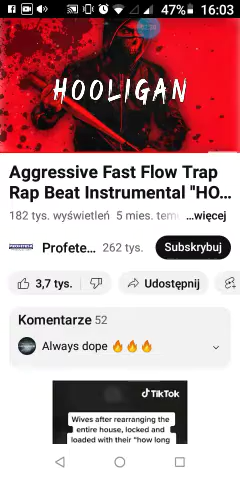 47% 16:03
HOOLIGAN
Aggressive Fast Flow Trap
Rap Beat Instrumental "HO...
182 tys. wyświetleń 5 mies. temu ...więcej
Profete... 262 tys. Subskrybuj
3,7 tys. Udostępnij
Komentarze 52
Always dope 🔥🔥🔥
TikTok
Wives after rearranging the
entire house, locked and
loaded with their "how long